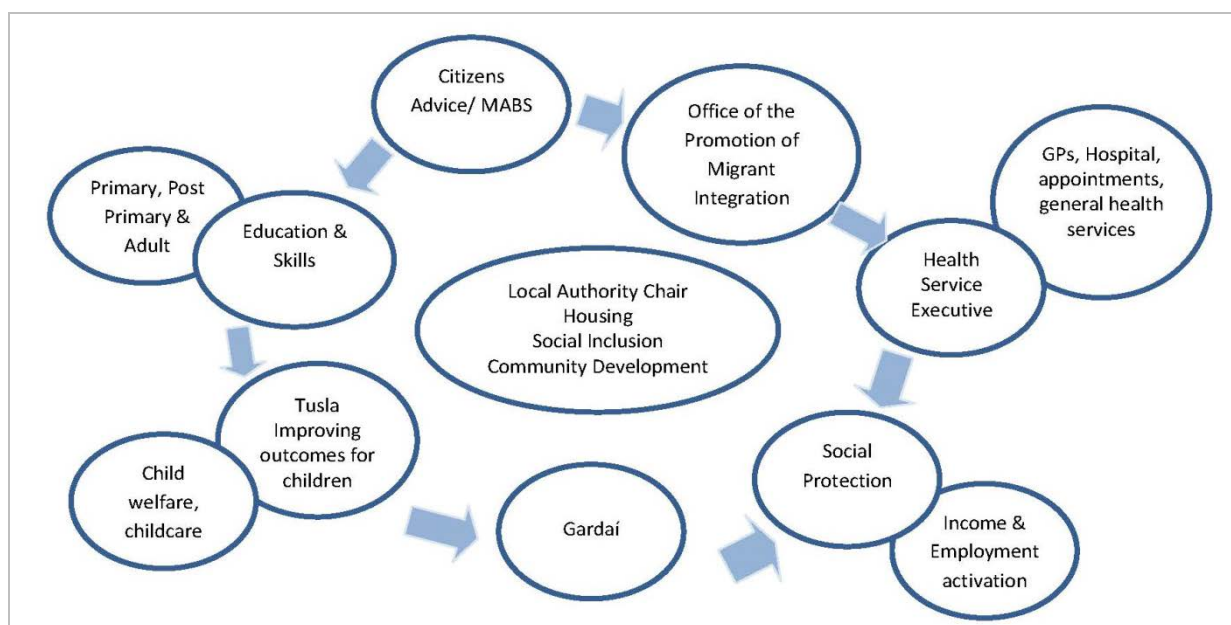 Citizens
Advice/ MABS
Office of the
Promotion of
Migrant
Integration
GPs, Hospital,
appointments,
general health
services
Primary, Post
Primary &
Adult
Education &
Skills
Health
Service
Executive
Local Authority Chair
Housing
Social Inclusion
Community Development
Tusla
Improving
outcomes for
children
Child
welfare,
childcare
Gardaí
Social
Protection
Income &
Employment
activation